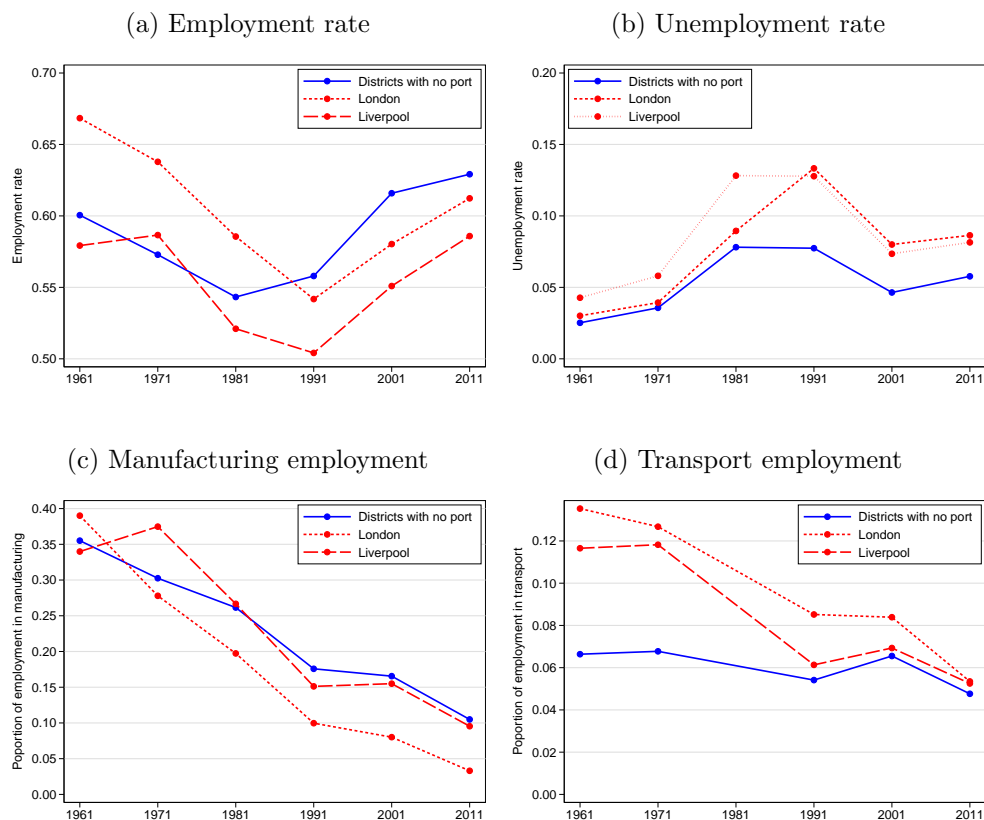 (a) Employment rate
0.70
0.65
0.60
0.55
0.50
Employment rate
1961 1971 1981 1991 2001 2011
Districts with no port
London
Liverpool
(b) Unemployment rate
0.20
0.15
0.10
0.05
0.00
Unemployment rate
1961 1971 1981 1991 2001 2011
Districts with no port
London
Liverpool
(c) Manufacturing employment
0.40
0.35
0.30
0.25
0.20
0.15
0.10
0.05
0.00
Poportion of employment in manufacturing
1961 1971 1981 1991 2001 2011
Districts with no port
London
Liverpool
(d) Transport employment
0.12
0.10
0.08
0.06
0.04
0.02
0.00
Poportion of employment in transport
1961 1971 1981 1991 2001 2011
Districts with no port
London
Liverpool